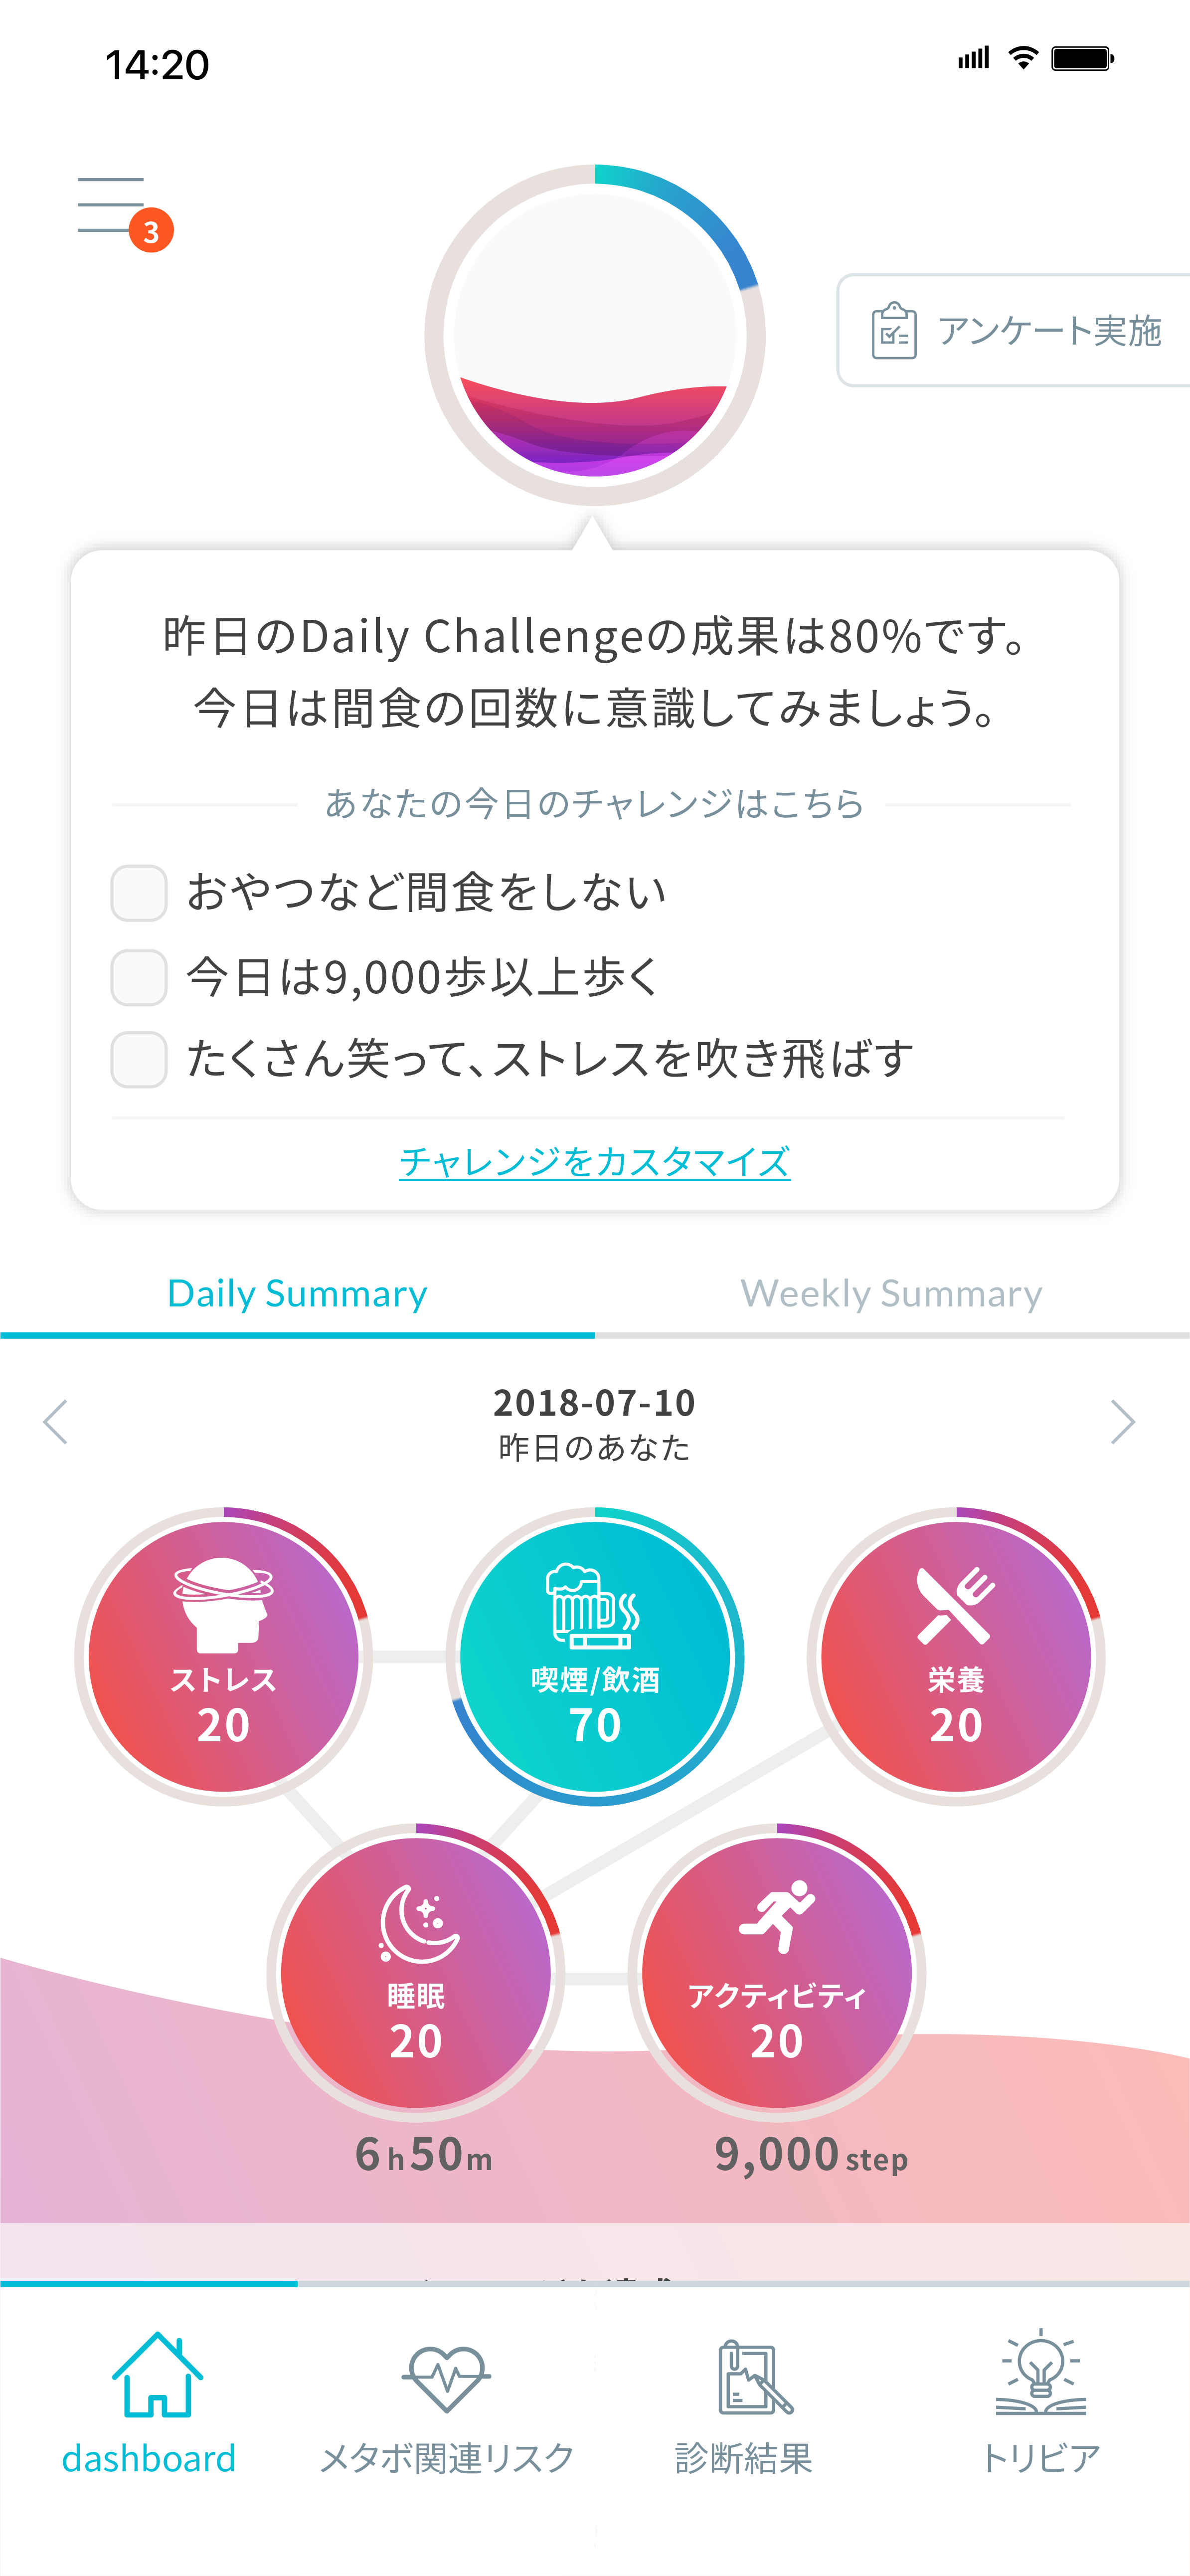 14:20
3
アンケート実施
昨日のDaily Challengeの成果は80%です。
今日は間食の回数に意識してみましょう。
あなたの今日のチャレンジはこちら
おやつなど間食をしない
今日は9,000歩以上歩く
たくさん笑って、ストレスを吹き飛ばす
チャレンジをカスタマイズ
Daily Summary
Weekly Summary
2018-07-10
昨日のあなた
ストレス
20
喫煙/飲酒
70
栄養
20
睡眠
20
アクティビティ
20
6h50m
9,000 step
dashboard
メタボ関連リスク
診断結果
トリビア